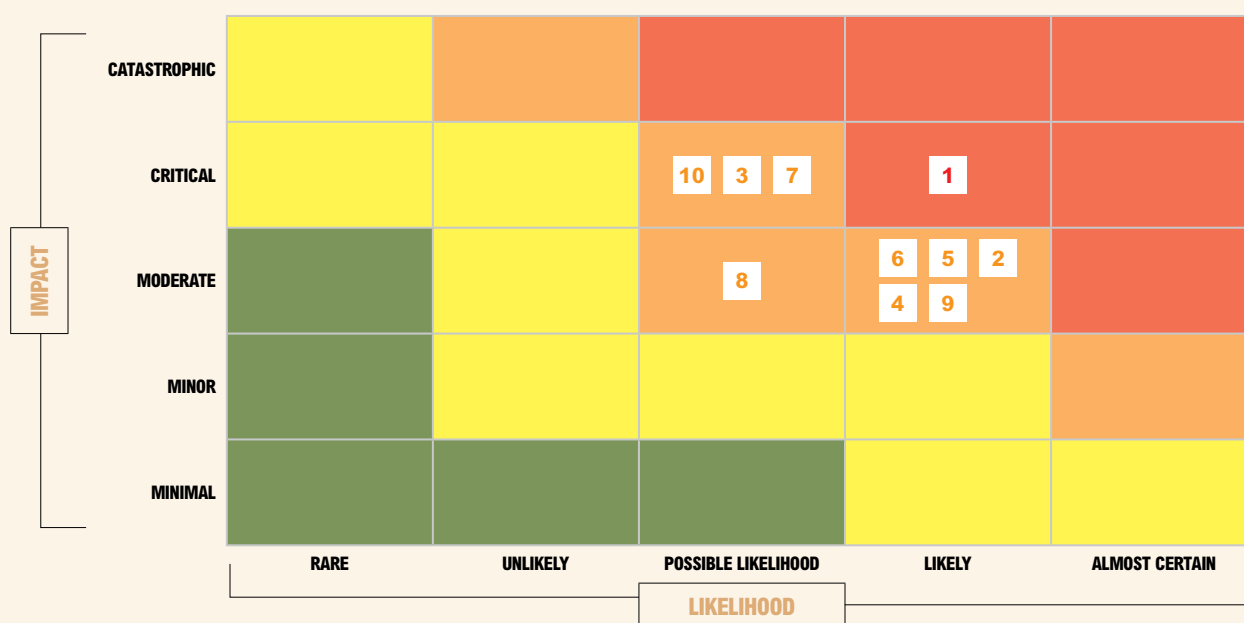 IMPACT
CATASTROPHIC
CRITICAL
10 3 7
1
MODERATE
8
6 5 2
4 9
MINOR
MINIMAL
RARE
UNLIKELY
POSSIBLE LIKELIHOOD
LIKELY
ALMOST CERTAIN
LIKELIHOOD